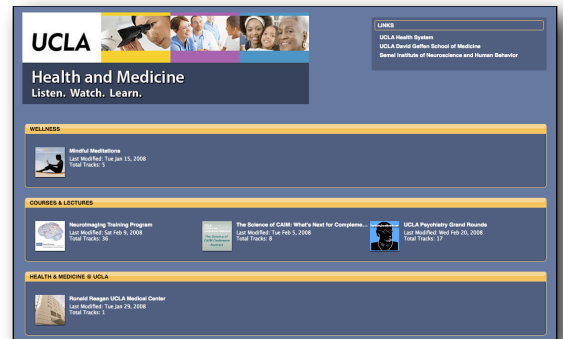 UCLA
Health and Medicine
Listen. Watch. Learn.
LINKS
UCLA Health System
UCLA David Geffen School of Medicine
Semel Institute of Neuroscience and Human Behavior
WELLNESS
Mindful Meditations
Last Modified: Tue Jan 15, 2008
Total Tracks: 5
COURSES & LECTURES
Neuroimaging Training Program
Last Modified: Sat Feb 9, 2008
Total Tracks: 36
The Science of CAIM: What's Next for Compleme...
Last Modified: Tue Feb 5, 2008
Total Tracks: 8
UCLA Psychiatry Grand Rounds
Last Modified: Wed Feb 20, 2008
Total Tracks: 17
HEALTH & MEDICINE @ UCLA
Ronald Reagan UCLA Medical Center
Last Modified: Tue Jan 29, 2008
Total Tracks: 1